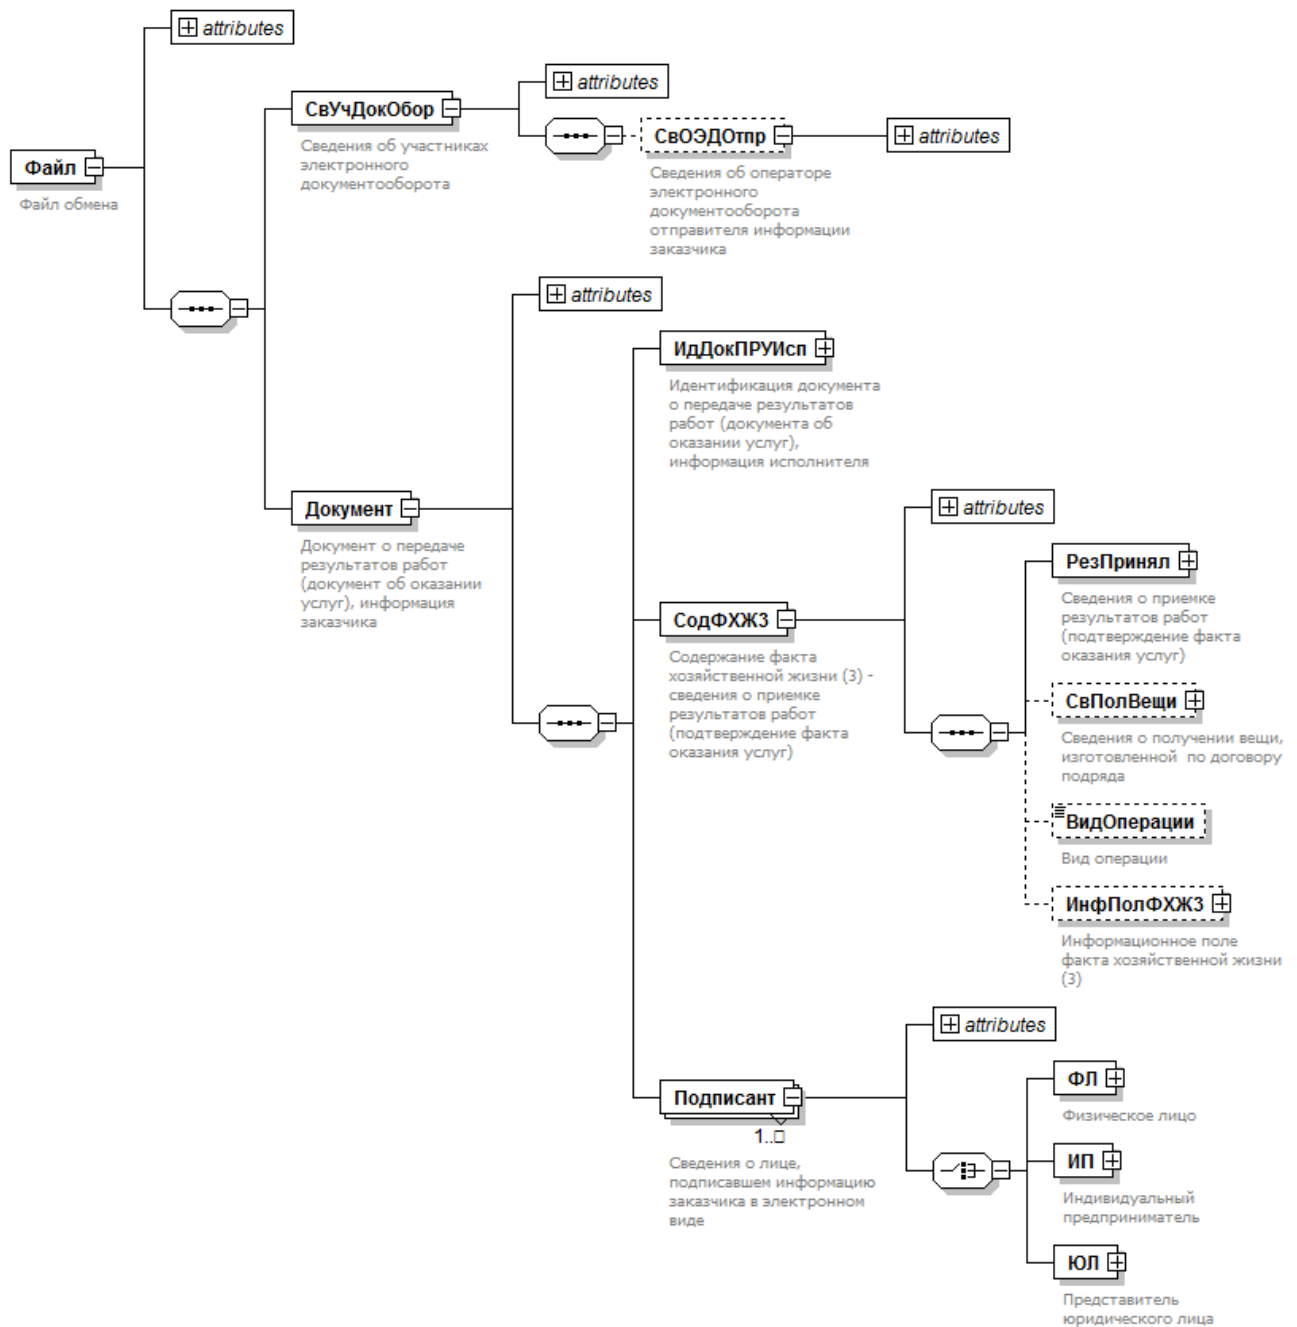 attributes
attributes
СвУчДокОбор
Сведения об участниках
электронного
документооборота
СвОЭДОтпр
attributes
Сведения об операторе
электронного
документооборота
отправителя информации
заказчика
Файл
Файл обмена
attributes
ИдДокПРУИсп
Идентификация документа
о передаче результатов
работ (документа об
оказании услуг),
информация исполнителя
Документ
Документ о передаче
результатов работ
(документ об оказании
услуг), информация
заказчика
attributes
РезПринял
Сведения о приемке
результатов работ
(подтверждение факта
оказания услуг)
СодФХЖ3
Содержание факта
хозяйственной жизни (3) -
сведения о приемке
результатов работ
(подтверждение факта
оказания услуг)
СвПолВещи
Сведения о получении вещи,
изготовленной по договору
подряда
ВидОперации
Вид операции
ИнфПолФХЖ3
Информационное поле
факта хозяйственной жизни
(3)
attributes
Подписант
1..□
Сведения о лице,
подписавшем информацию
заказчика в электронном
виде
ФЛ
Физическое лицо
ИП
Индивидуальный
предприниматель
ЮЛ
Представитель
юридического лица